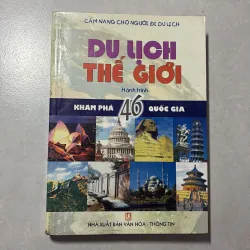 CẨM NANG CHO NGƯỜI ĐI DU LỊCH
DU LỊCH
THẾ GIỚI
Hành trình
KHÁM PHÁ 46 QUỐC GIA
NHÀ XUẤT BẢN VĂN HÓA - THÔNG TIN